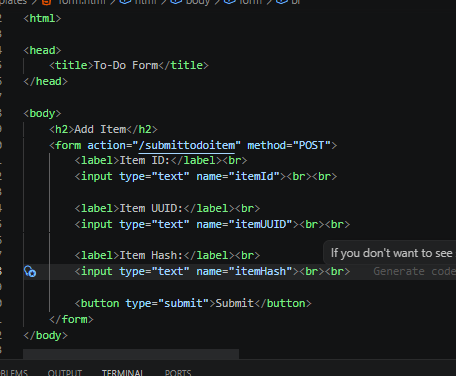 plates > form.html > html > body > form > br
<html>
<head>
<title>To-Do Form</title>
</head>
<body>
<h2>Add Item</h2>
<form action="/submittodoitem" method="POST">
<label>Item ID:</label><br>
<input type="text" name="itemId"><br><br>
<label>Item UUID:</label><br>
<input type="text" name="itemUUID"><br><br>
<label>Item Hash:</label><br>
If you don't want to see
<input type="text" name="itemHash"><br><br> Generate code
<button type="submit">Submit</button>
</form>
</body>
BLEMS OUTPUT TERMINAL PORTS